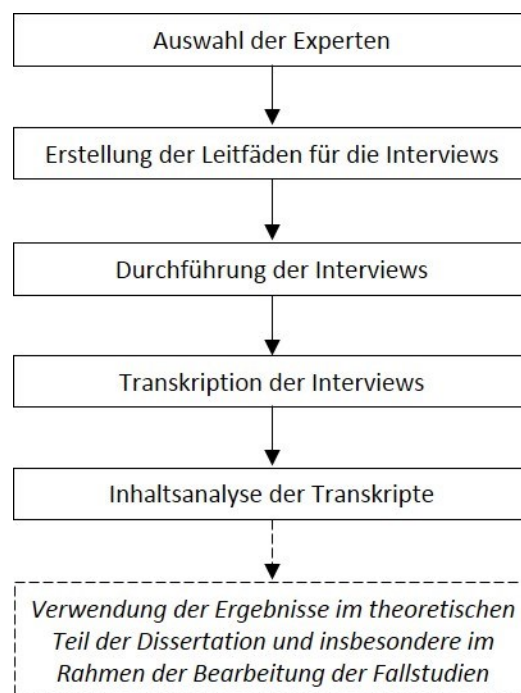 Auswahl der Experten
Erstellung der Leitfäden für die Interviews
Durchführung der Interviews
Transkription der Interviews
Inhaltsanalyse der Transkripte
Verwendung der Ergebnisse im theoretischen
Teil der Dissertation und insbesondere im
Rahmen der Bearbeitung der Fallstudien